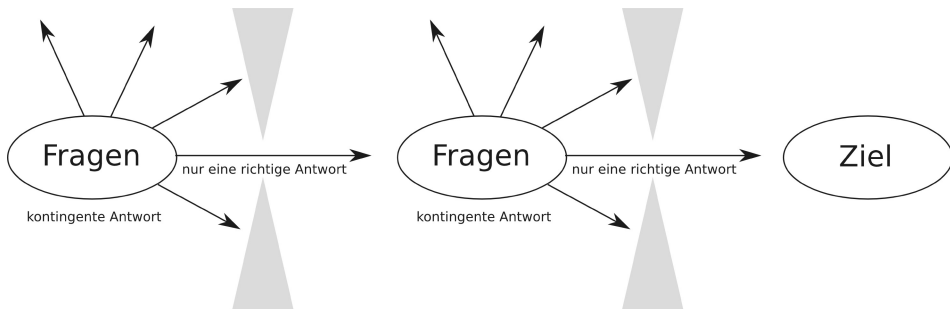 Fragen
nur eine richtige Antwort
kontingente Antwort
Fragen
nur eine richtige Antwort
kontingente Antwort
Ziel